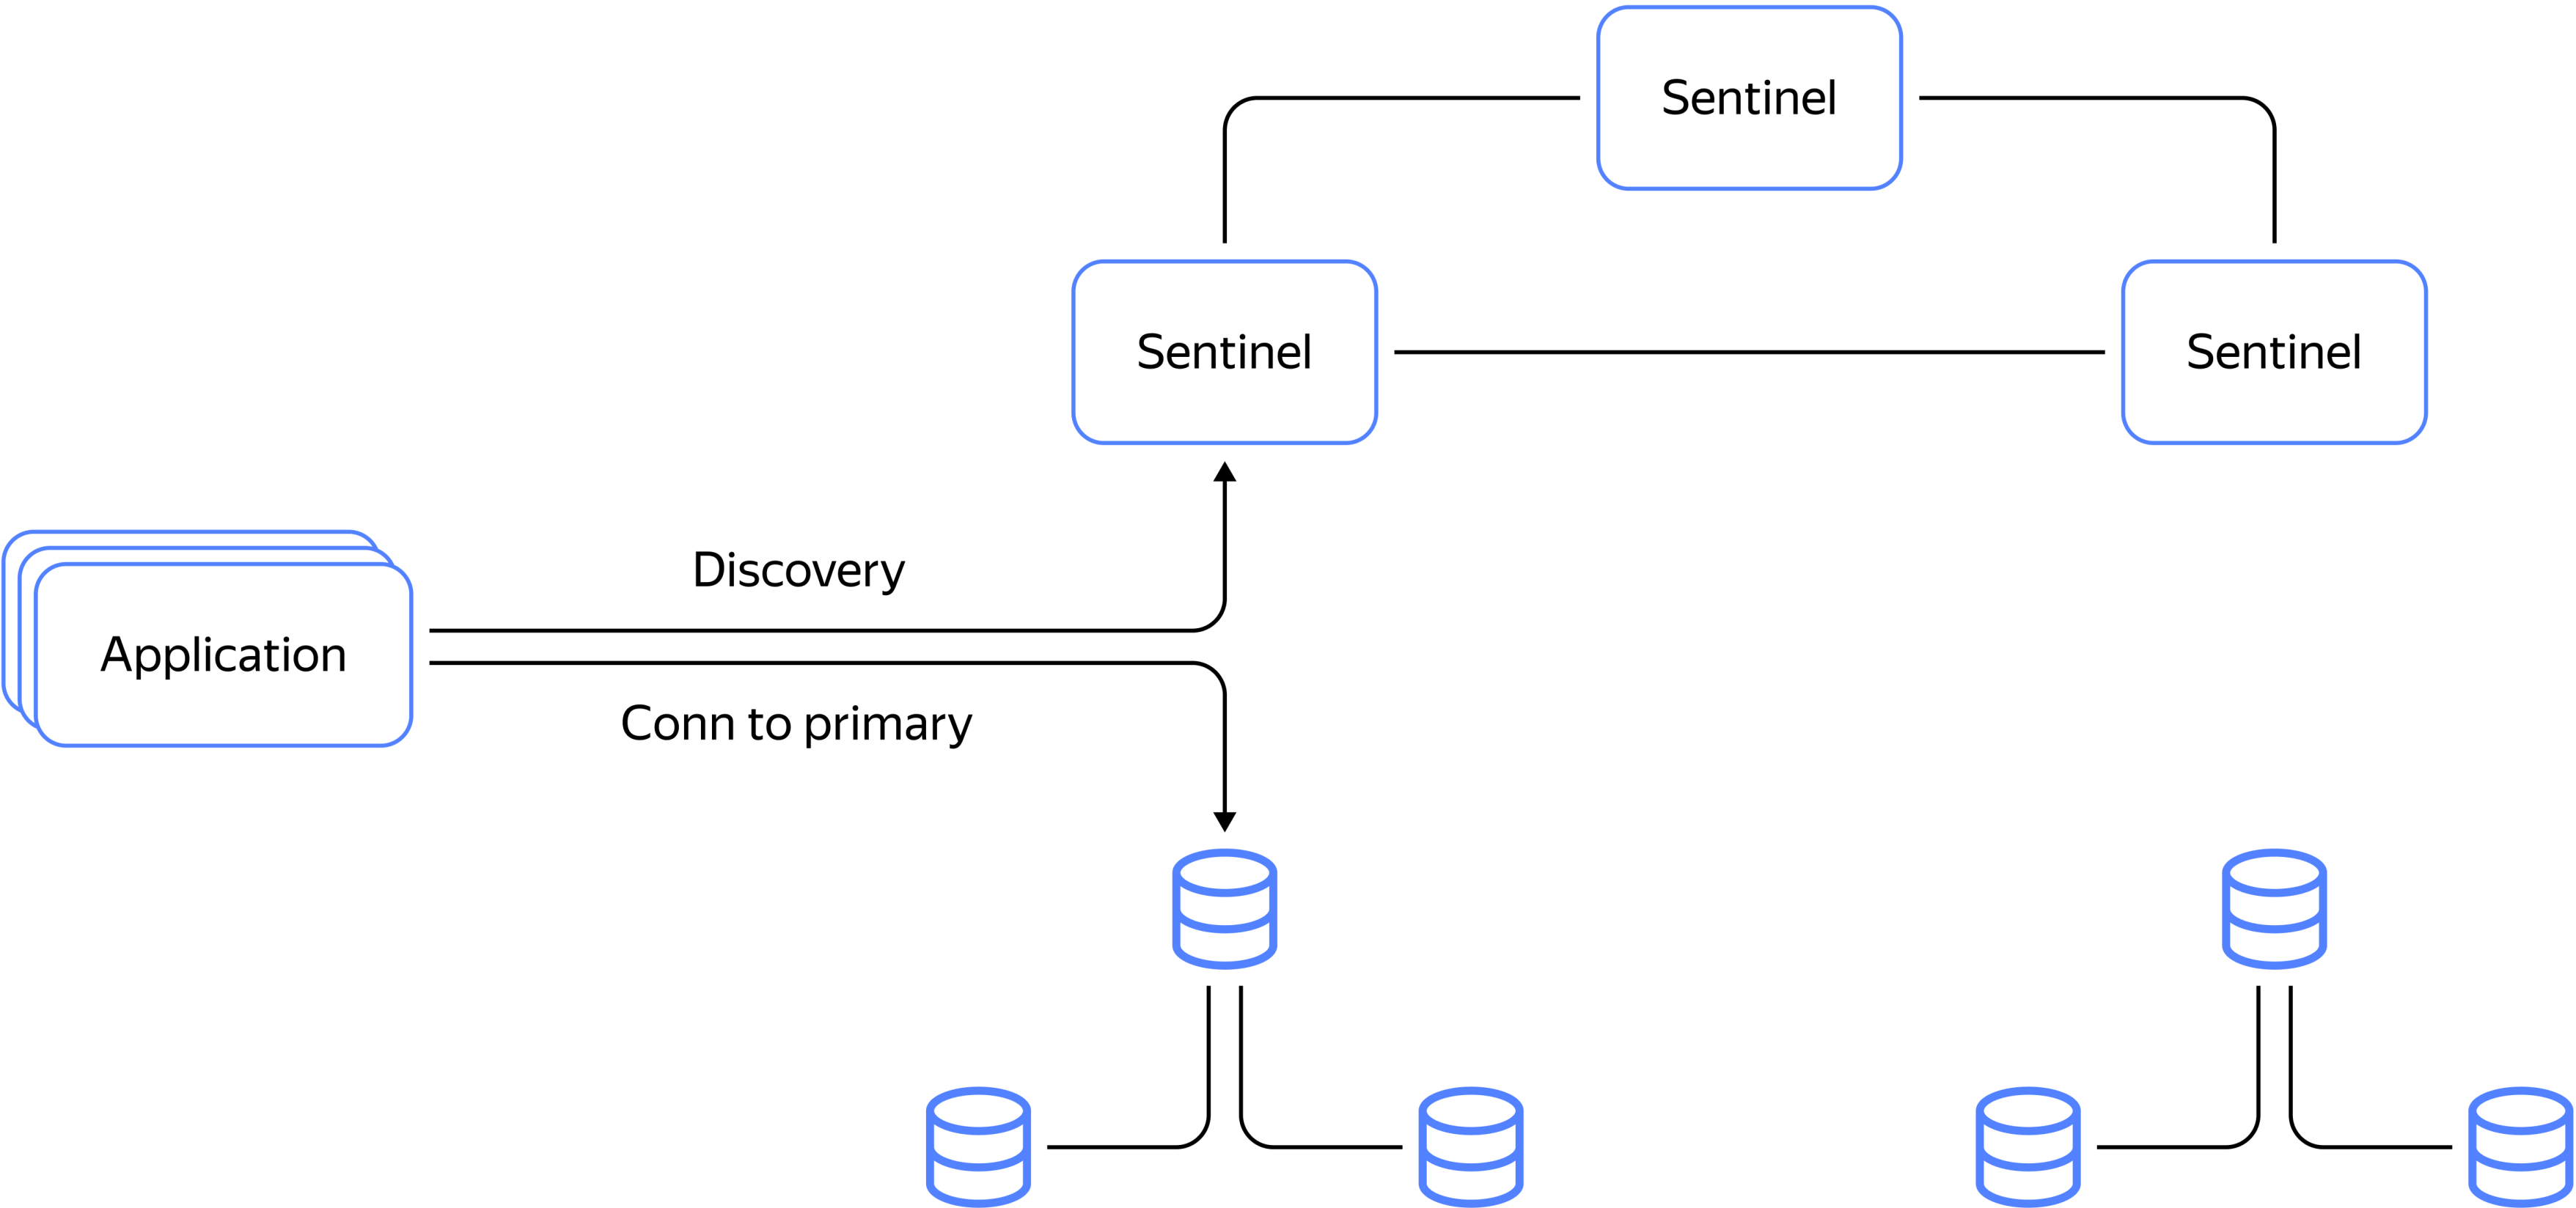 Sentinel
Sentinel
Sentinel
Discovery
Application
Conn to primary